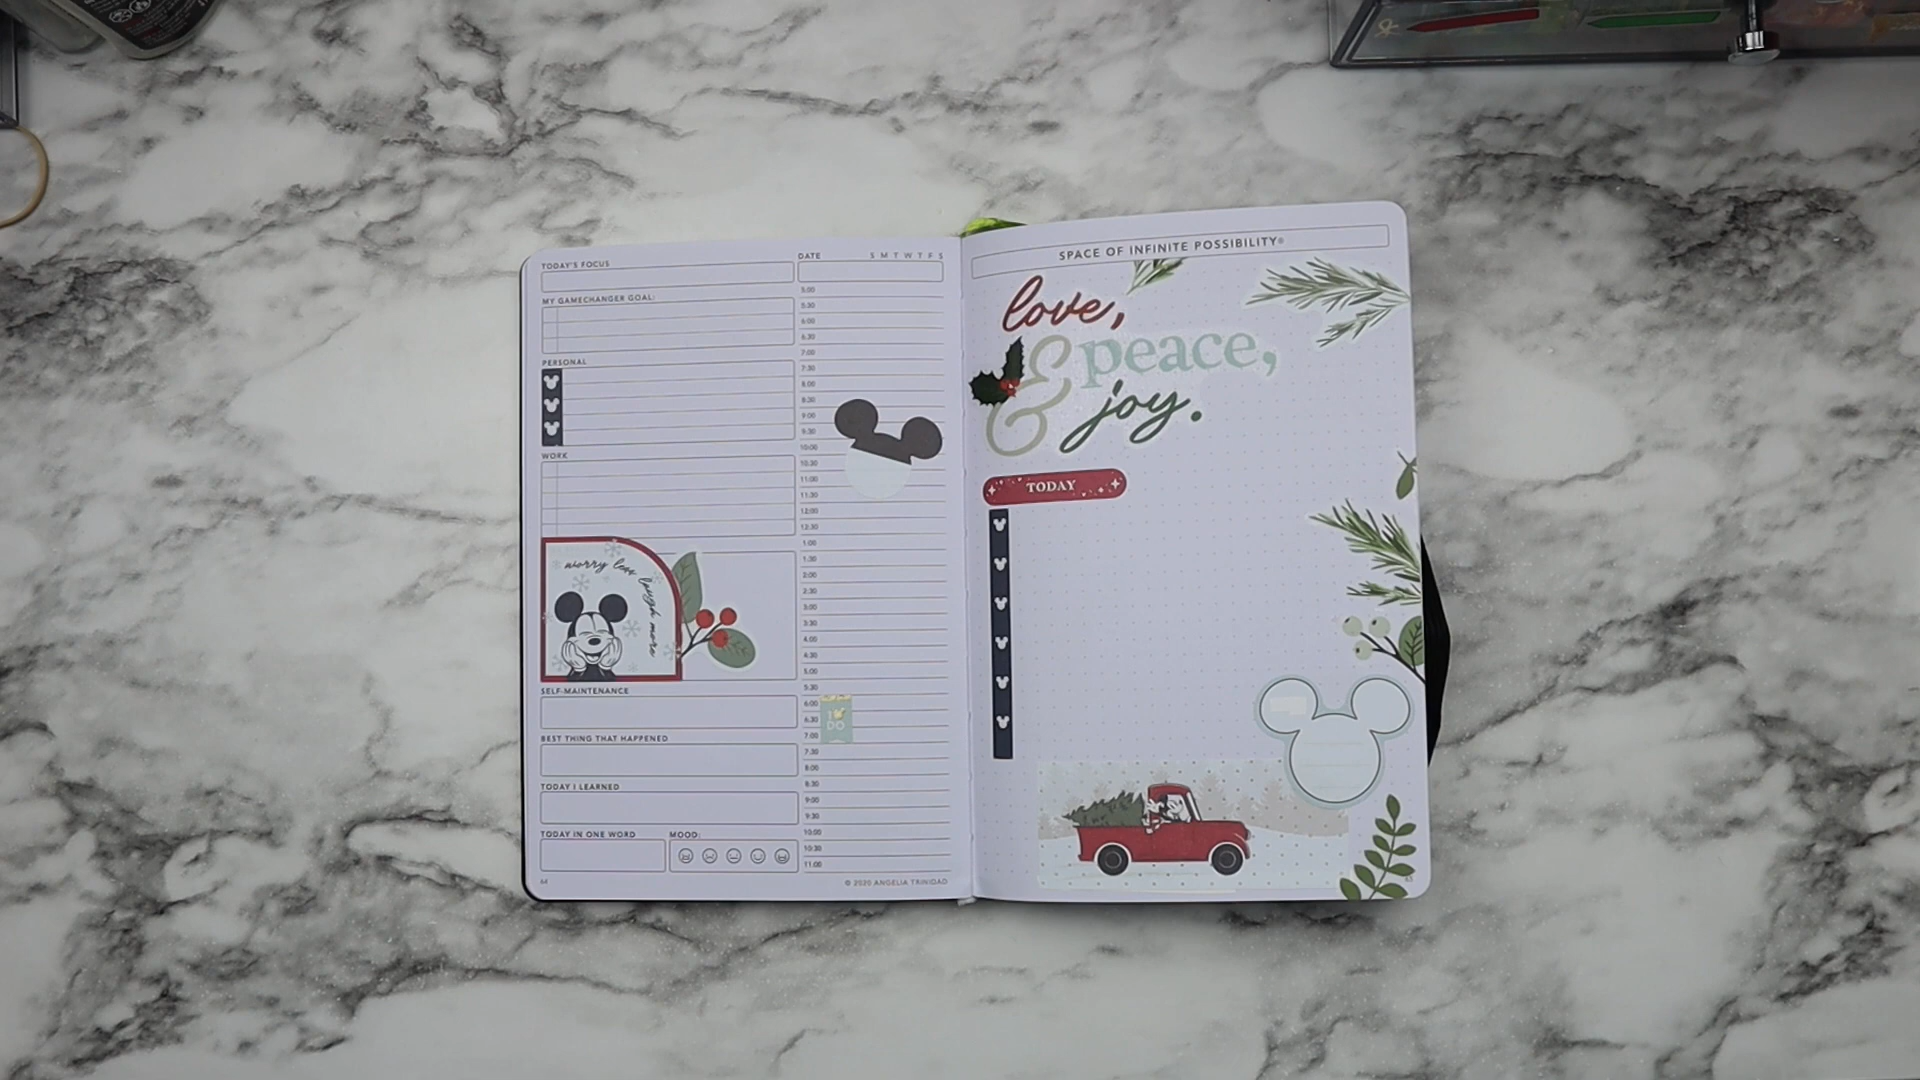 TODAY'S FOCUS
DATE
S M T W T F S
MY GAMECHANGER GOAL:
PERSONAL
WORK
worry less laugh more
SELF-MAINTENANCE
BEST THING THAT HAPPENED
TODAY I LEARNED
TODAY IN ONE WORD
MOOD:
5:00
5:30
6:00
6:30
7:00
7:30
8:00
8:30
9:00
9:30
10:00
10:30
11:00
11:30
12:00
12:30
1:00
1:30
2:00
2:30
3:00
3:30
4:00
4:30
5:00
5:30
6:00
6:30
7:00
7:30
8:00
8:30
9:00
9:30
10:00
10:30
11:00
64
© 2020 ANGELIA TRINIDAD
SPACE OF INFINITE POSSIBILITY®
love,
peace,
& joy.
TODAY